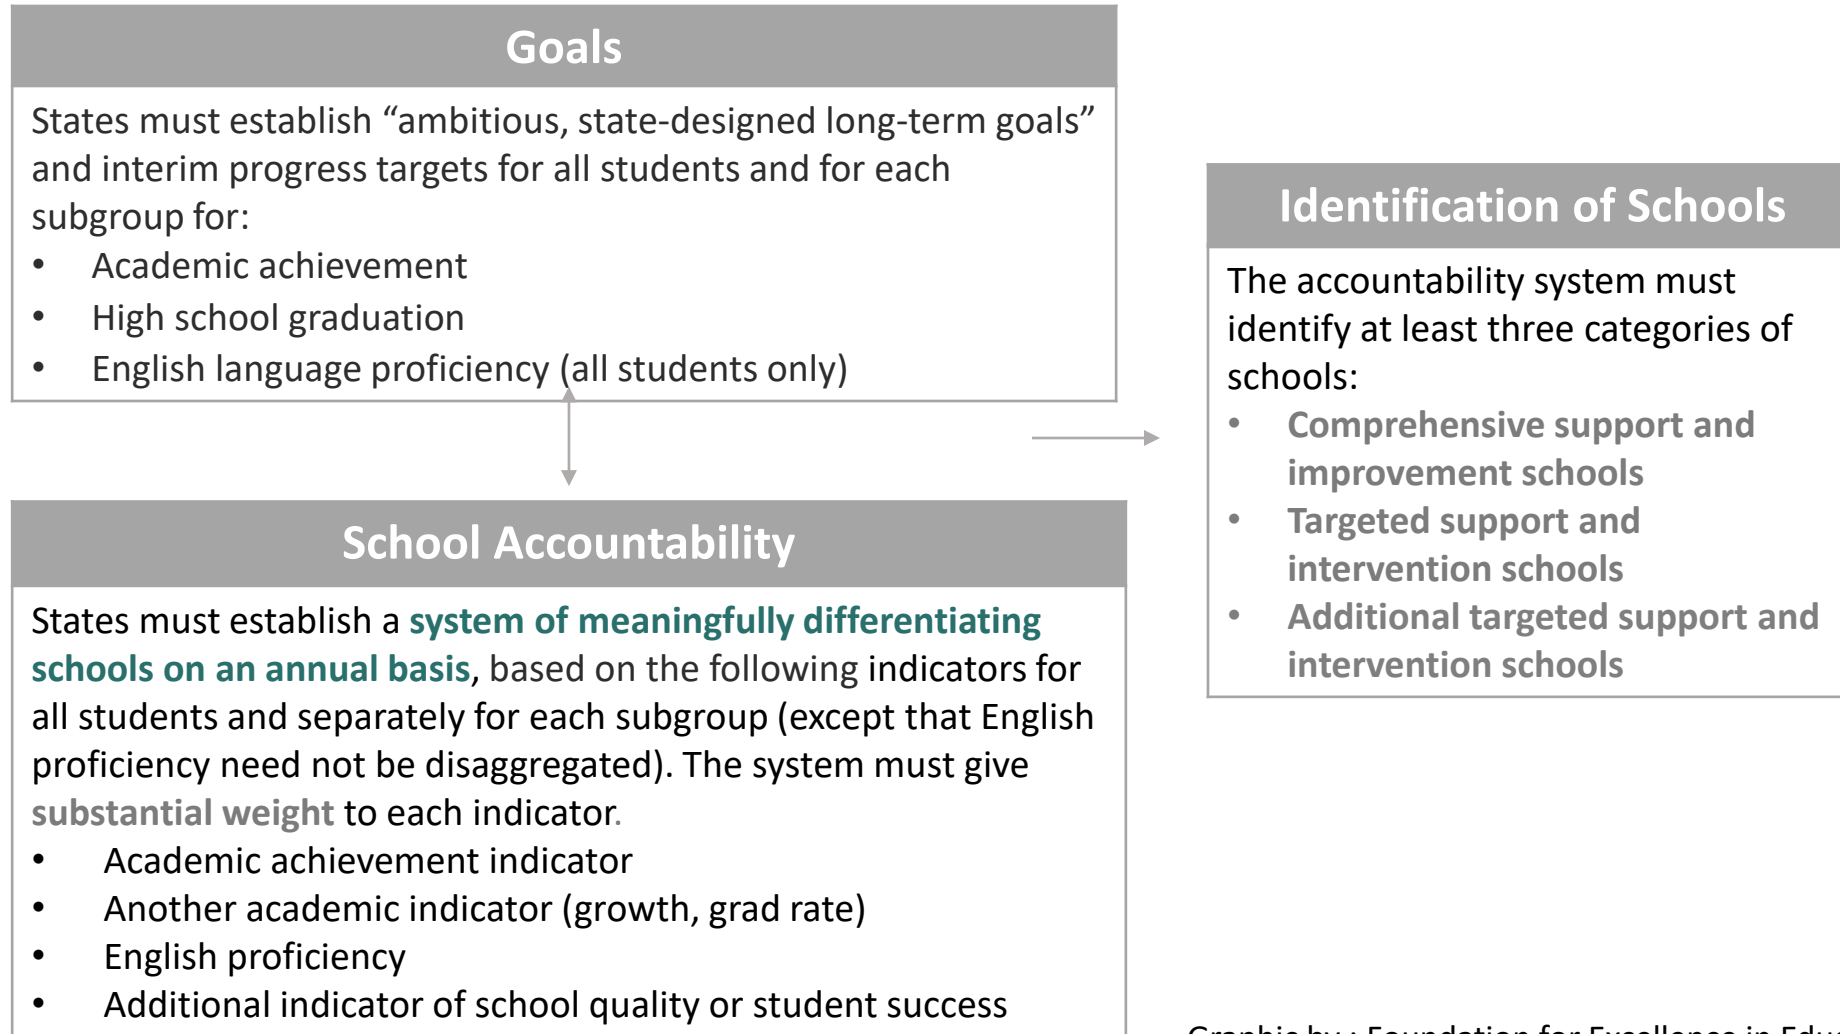 Goals
States must establish “ambitious, state-designed long-term goals”
and interim progress targets for all students and for each
subgroup for:
• Academic achievement
• High school graduation
• English language proficiency (all students only)
School Accountability
States must establish a system of meaningfully differentiating
schools on an annual basis, based on the following indicators for
all students and separately for each subgroup (except that English
proficiency need not be disaggregated). The system must give
substantial weight to each indicator.
• Academic achievement indicator
• Another academic indicator (growth, grad rate)
• English proficiency
• Additional indicator of school quality or student success
Identification of Schools
The accountability system must
identify at least three categories of
schools:
• Comprehensive support and
improvement schools
• Targeted support and
intervention schools
• Additional targeted support and
intervention schools
Graphic by : Foundation for Excellence in